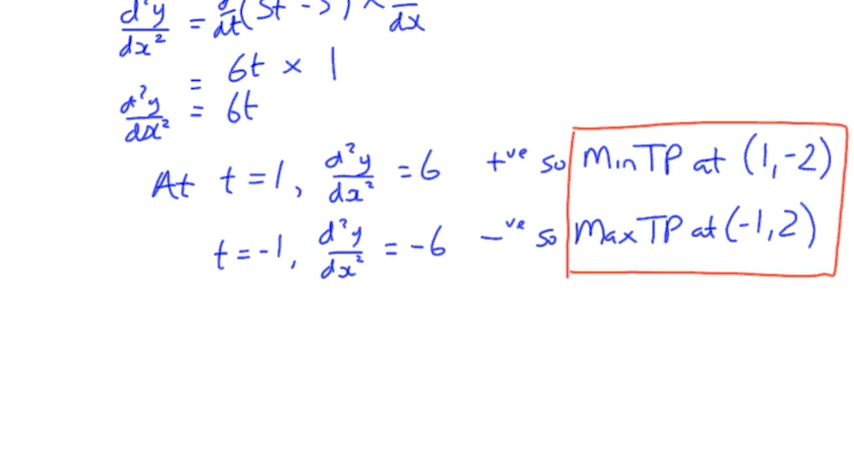 d²y/dx² = d/dt(3t² - 3) × dt/dx
= 6t × 1
d²y/dx² = 6t
At t = 1, d²y/dx² = 6 +ve so Min TP at (1, -2)
t = -1, d²y/dx² = -6 -ve so Max TP at (-1, 2)